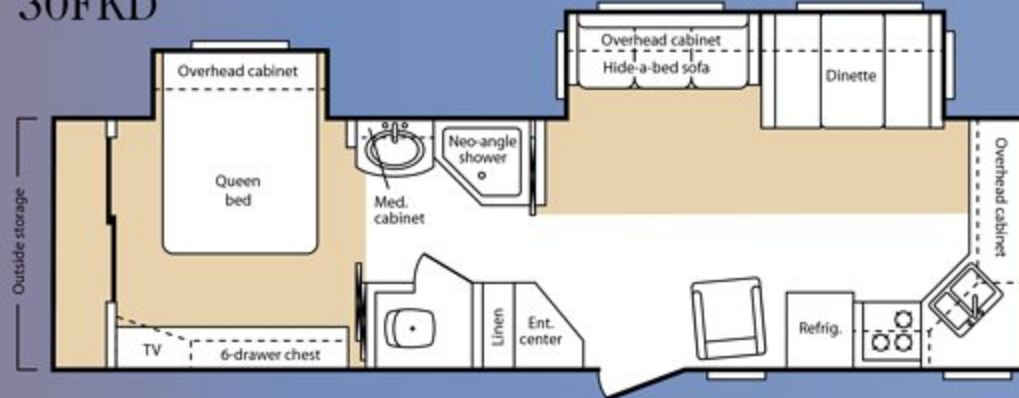 30FKD
Overhead cabinet
Queen
bed
Outside storage
TV
6-drawer chest
Med.
cabinet
Neo-angle
shower
Linen
Ent.
center
Overhead cabinet
Hide-a-bed sofa
Dinette
Refrig.
Overhead cabinet